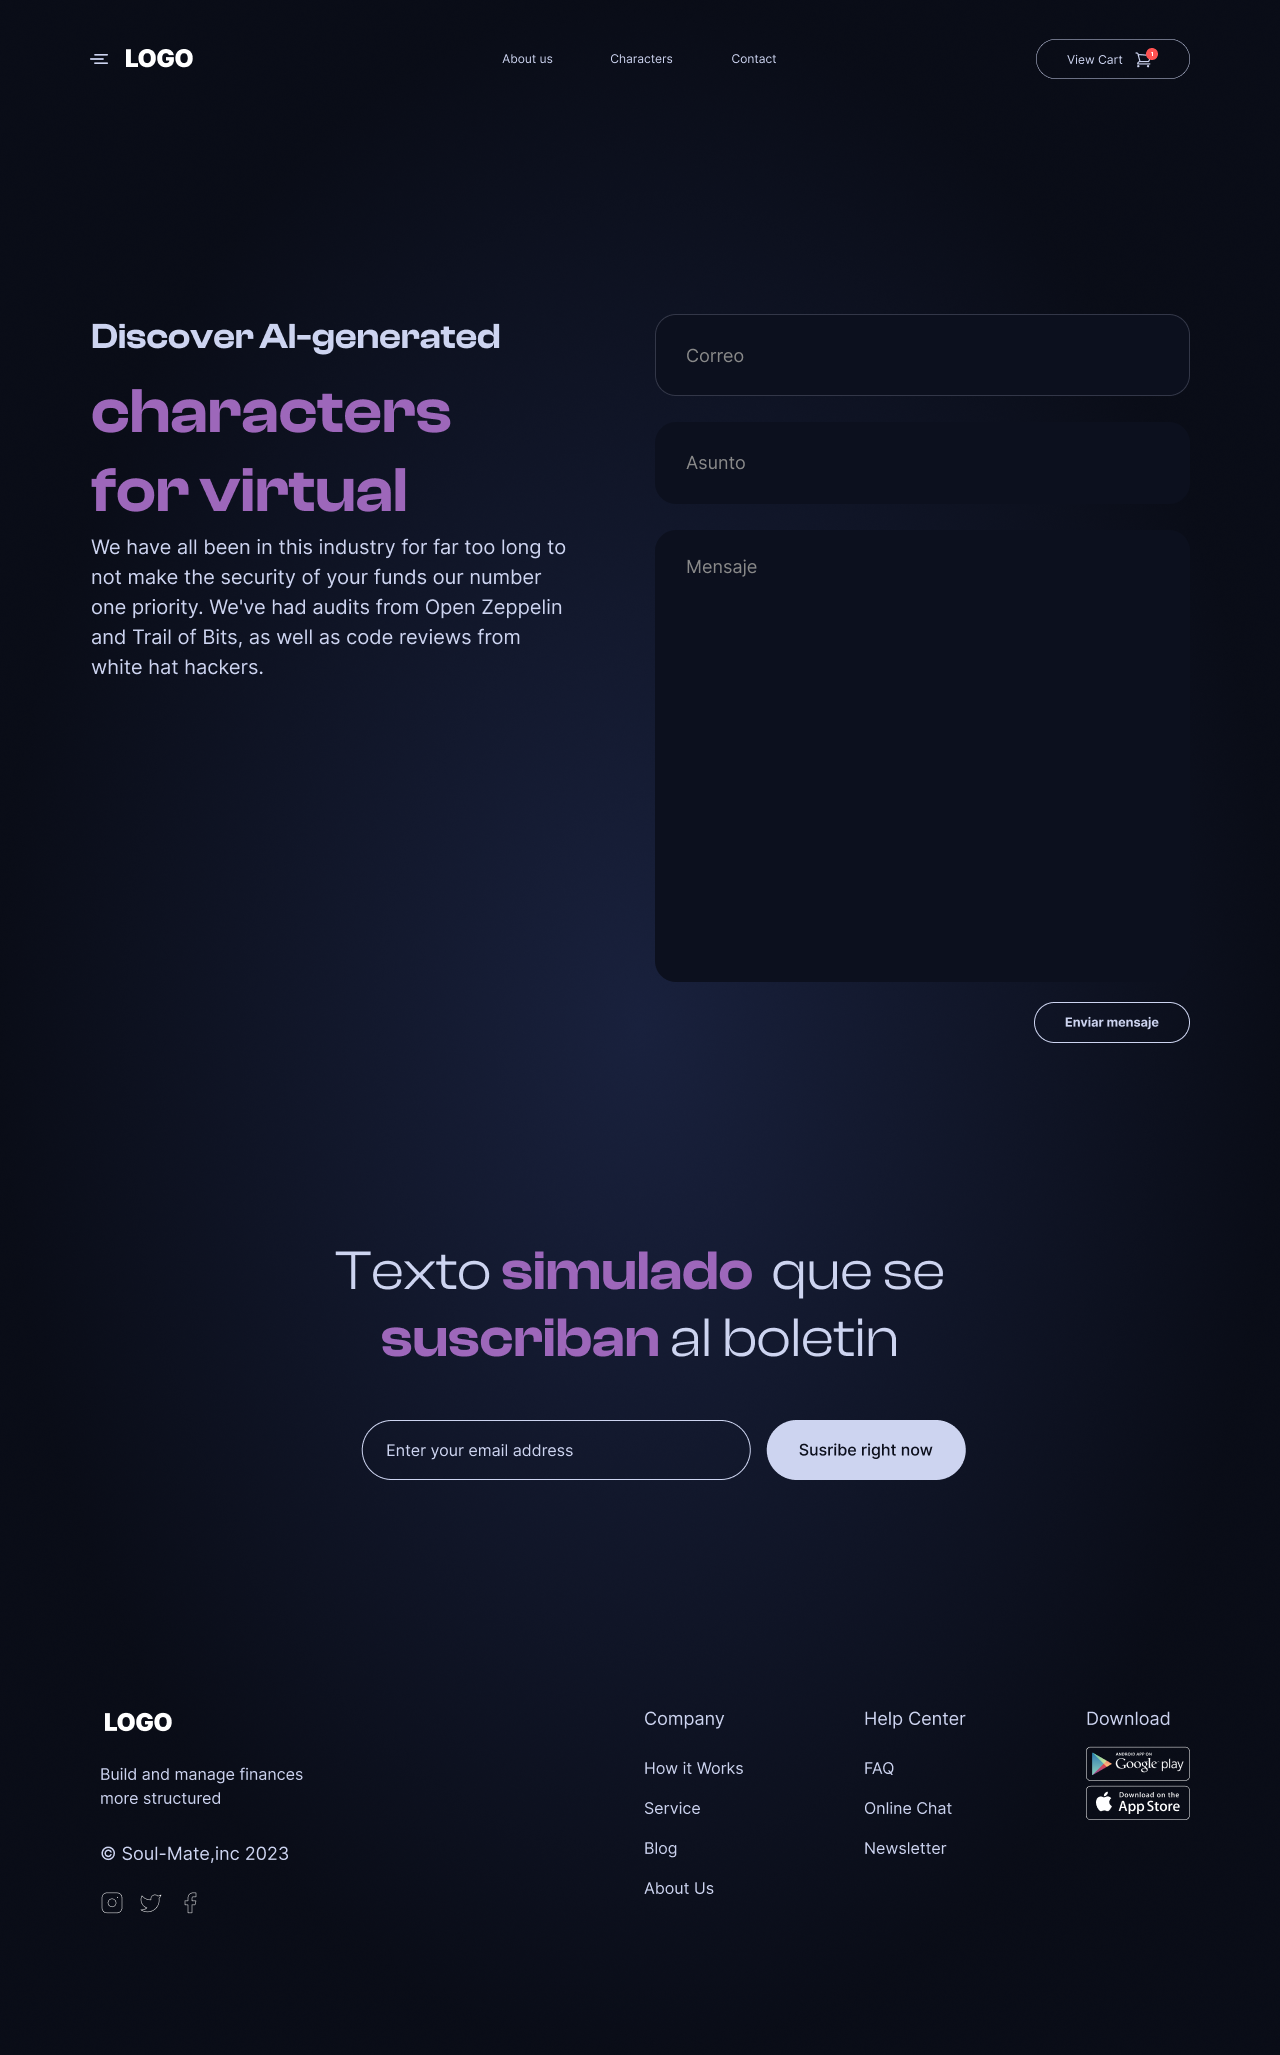 LOGO
About us
Characters
Contact
View Cart
1
Discover AI-generated
characters
for virtual
We have all been in this industry for far too long to
not make the security of your funds our number
one priority. We've had audits from Open Zeppelin
and Trail of Bits, as well as code reviews from
white hat hackers.
Correo
Asunto
Mensaje
Enviar mensaje
Texto simulado que se
suscriban al boletin
Enter your email address
Susribe right now
LOGO
Build and manage finances
more structured
© Soul-Mate,inc 2023
Company
How it Works
Service
Blog
About Us
Help Center
FAQ
Online Chat
Newsletter
Download
ANDROID APP ON
Google play
Download on the
App Store